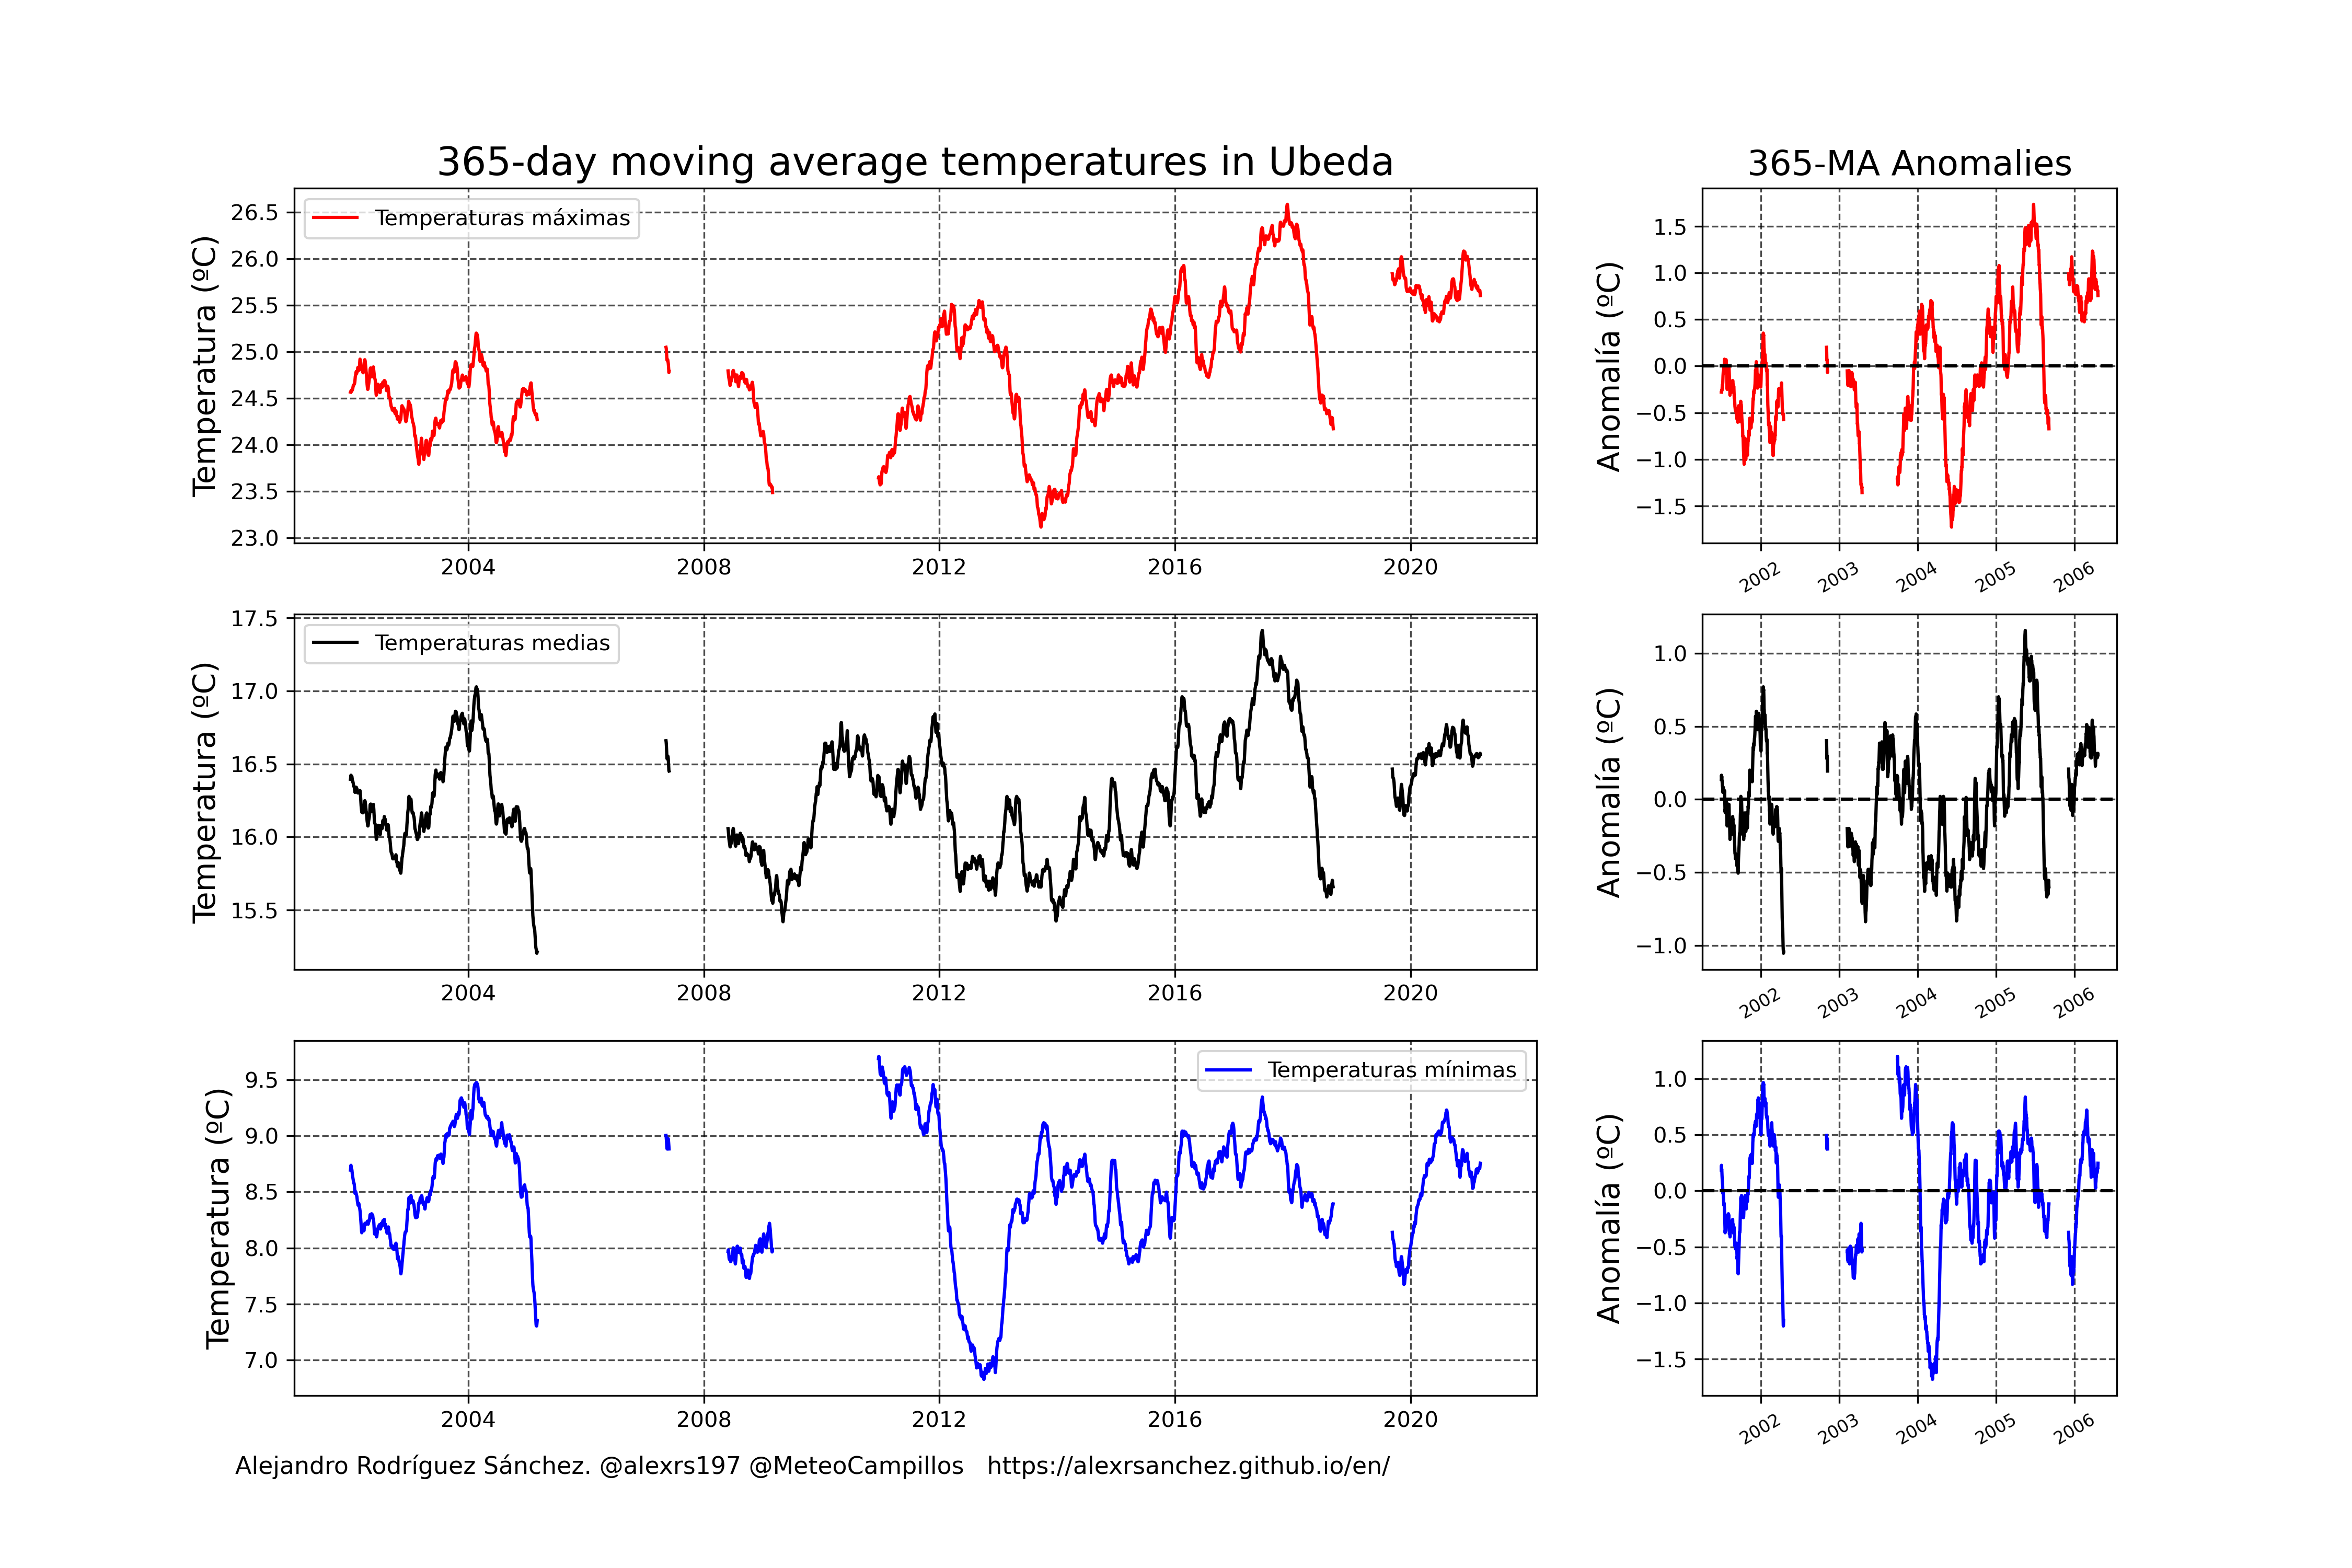 365-day moving average temperatures in Ubeda
365-MA Anomalies
Temperatura (ºC)
26.5
26.0
25.5
25.0
24.5
24.0
23.5
23.0
Temperaturas máximas
2004 2008 2012 2016 2020
Anomalía (ºC)
1.5
1.0
0.5
0.0
−0.5
−1.0
−1.5
2002 2003 2004 2005 2006
Temperatura (ºC)
17.5
17.0
16.5
16.0
15.5
Temperaturas medias
2004 2008 2012 2016 2020
Anomalía (ºC)
1.0
0.5
0.0
−0.5
−1.0
2002 2003 2004 2005 2006
Temperatura (ºC)
9.5
9.0
8.5
8.0
7.5
7.0
Temperaturas mínimas
2004 2008 2012 2016 2020
Anomalía (ºC)
1.0
0.5
0.0
−0.5
−1.0
−1.5
2002 2003 2004 2005 2006
Alejandro Rodríguez Sánchez. @alexrs197 @MeteoCampillos https://alexrsanchez.github.io/en/